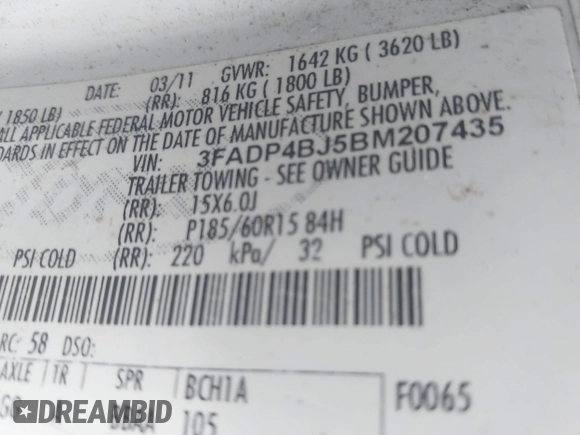 DATE: 03/11 GVWR: 1642 KG ( 3620 LB)
1850 LB) (RR): 816 KG ( 1800 LB)
ALL APPLICABLE FEDERAL MOTOR VEHICLE SAFETY, BUMPER,
DARDS IN EFFECT ON THE DATE OF MANUFACTURE SHOWN ABOVE.
VIN: 3FADP4BJ5BM207435
TRAILER TOWING - SEE OWNER GUIDE
(RR): 15X6.0J
(RR): P185/60R15 84H
PSI COLD (RR): 220 kPa/ 32 PSI COLD
RC: 58 DSO:
AXLE TR SPR BCH1A F0065
105
DREAMBID